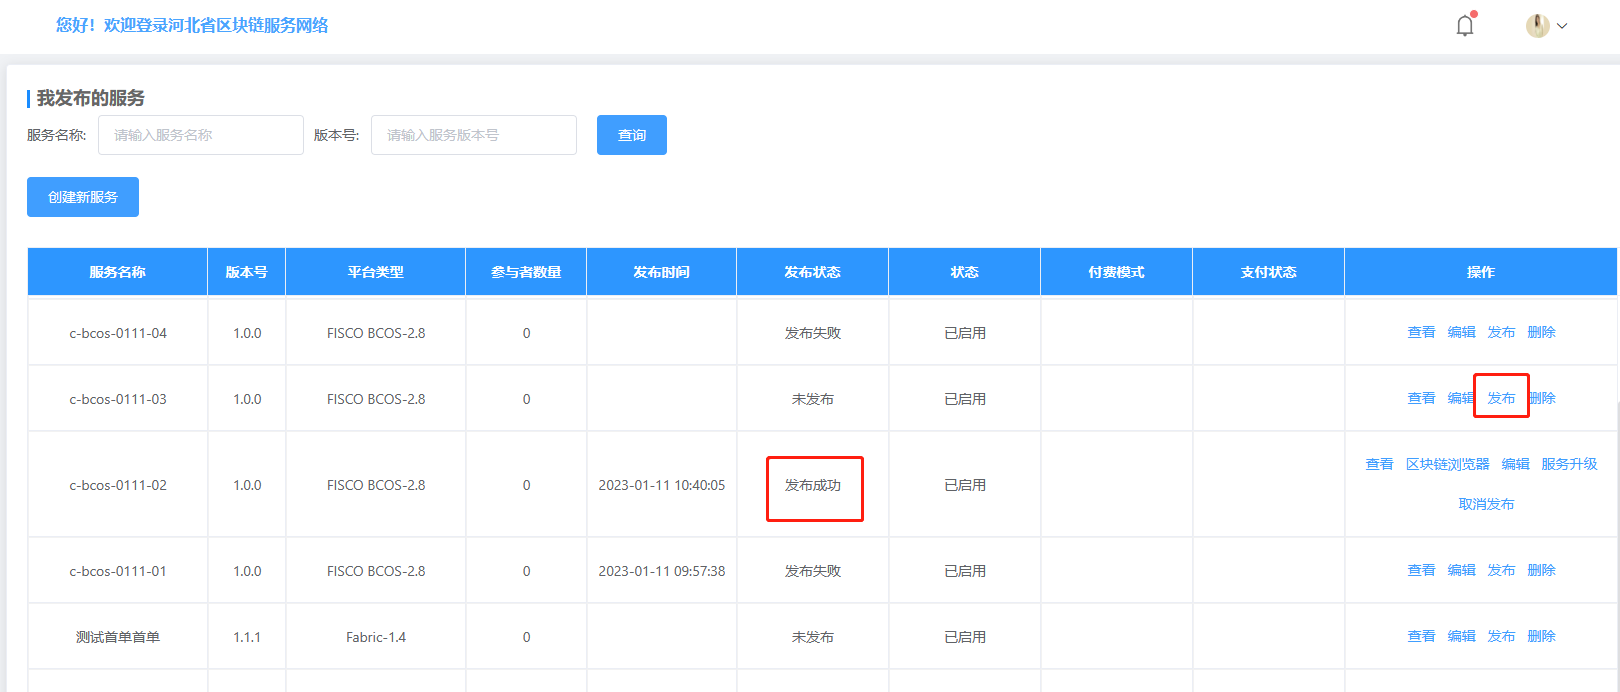 您好！欢迎登录河北省区块链服务网络
我发布的服务
服务名称: 请输入服务名称 版本号: 请输入服务版本号 查询
创建新服务
服务名称 版本号 平台类型 参与者数量 发布时间 发布状态 状态 付费模式 支付状态 操作
c-bcos-0111-04 1.0.0 FISCO BCOS-2.8 0 发布失败 已启用 查看 编辑 发布 删除
c-bcos-0111-03 1.0.0 FISCO BCOS-2.8 0 未发布 已启用 查看 编辑 发布 删除
c-bcos-0111-02 1.0.0 FISCO BCOS-2.8 0 2023-01-11 10:40:05 发布成功 已启用 查看 区块链浏览器 编辑 服务升级
取消发布
c-bcos-0111-01 1.0.0 FISCO BCOS-2.8 0 2023-01-11 09:57:38 发布失败 已启用 查看 编辑 发布 删除
测试首单首单 1.1.1 Fabric-1.4 0 未发布 已启用 查看 编辑 发布 删除